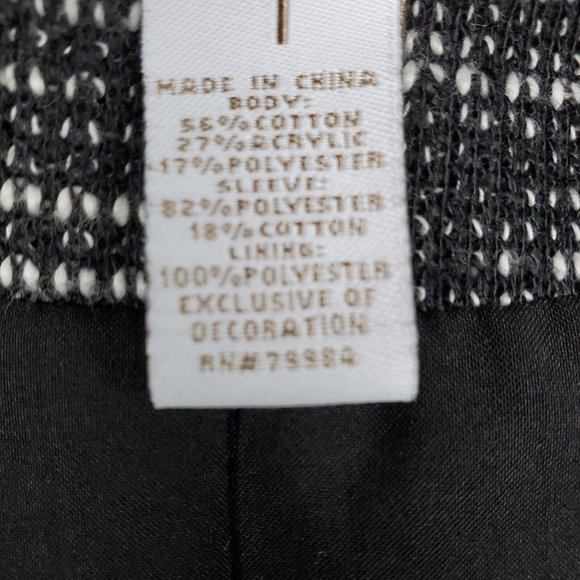 MADE IN CHINA
BODY:
56%COTTON
27%ACRYLIC
17%POLYESTER
SLEEVE:
82%POLYESTER
18%COTTON
LINING:
100%POLYESTER
EXCLUSIVE OF
DECORATION
RN#79984